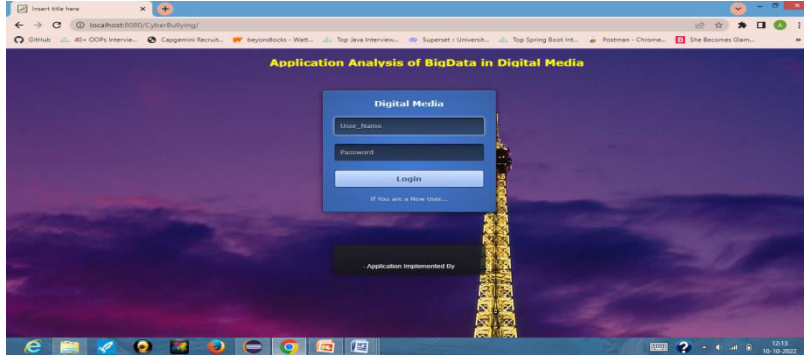 Insert title here
localhost:8080/CyberBullying/
GitHub 40+ OOPs Intervie... Capgemini Recruit... beyondlocks - Watt... Top Java Interview... Superset :: Universit... Top Spring Boot Int... Postman - Chrome... She Becomes Glam...
Application Analysis of BigData in Digital Media
Digital Media
User_Name
Password
Login
If You are a New User...
. Application Implemented By
12:13
10-10-2022